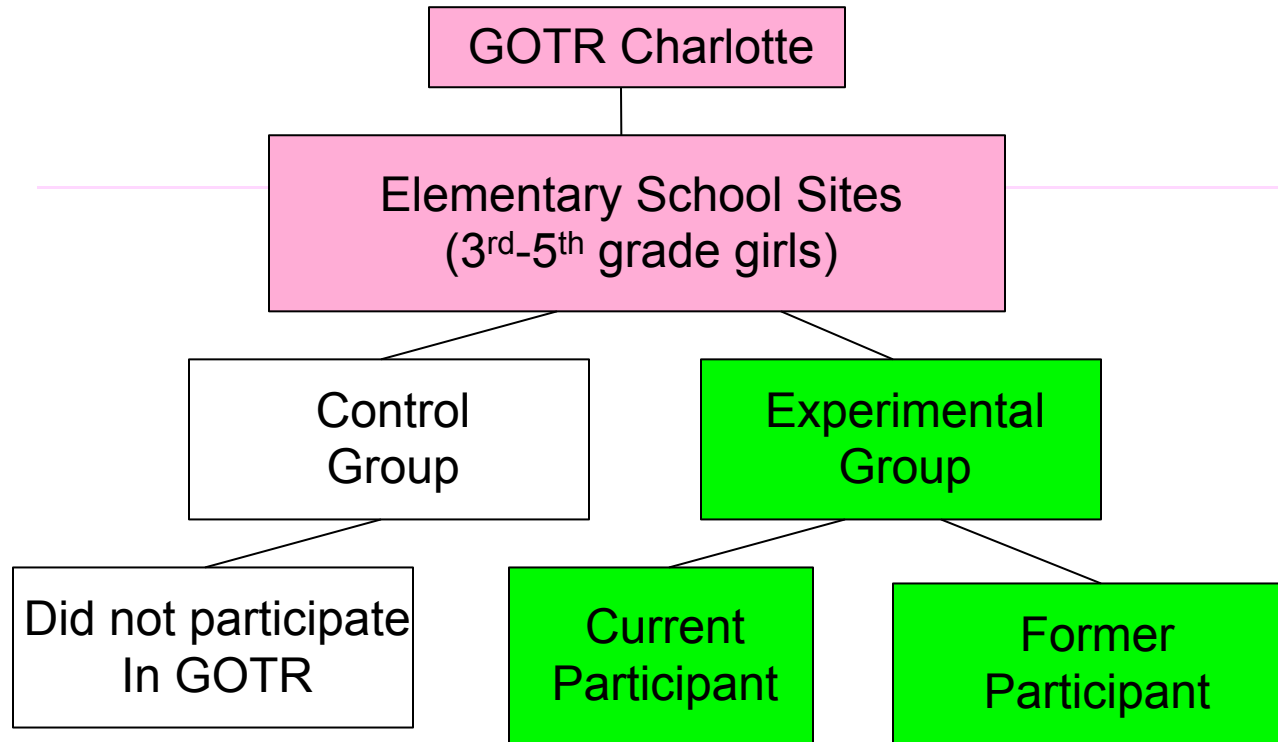 GOTR Charlotte
Elementary School Sites
(3rd-5th grade girls)
Control
Group
Experimental
Group
Did not participate
In GOTR
Current
Participant
Former
Participant